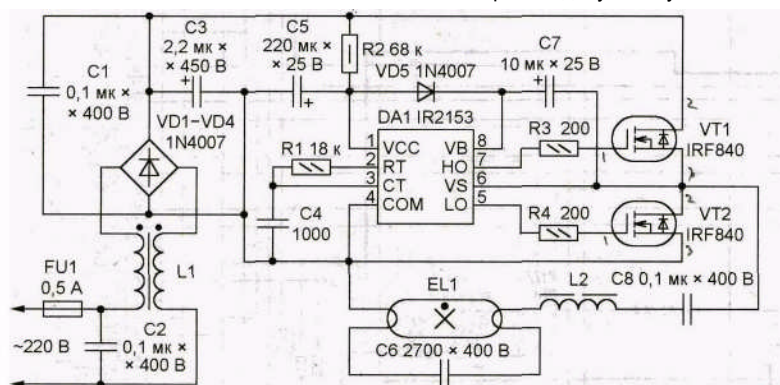 C1
0,1 мк ×
× 400 В
C3
2,2 мк ×
× 450 В
+
VD1–VD4
1N4007
C5
220 мк ×
× 25 В
+
R2 68 к
VD5 1N4007
C7
10 мк × 25 В
+
DA1 IR2153
1 VCC VB 8
2 RT HO 7
3 CT VS 6
4 COM LO 5
R1 18 к
C4
1000
R3 200
R4 200
VT1
IRF840
VT2
IRF840
FU1
0,5 А
L1
~220 В
C2
0,1 мк ×
× 400 В
EL1
C6 2700 × 400 В
L2
C8 0,1 мк × 400 В